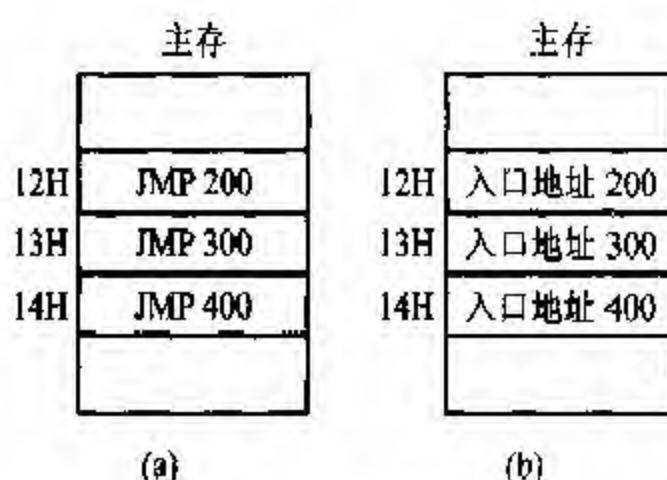 主存 主存
12H JMP 200 12H 入口地址 200
13H JMP 300 13H 入口地址 300
14H JMP 400 14H 入口地址 400
(a) (b)